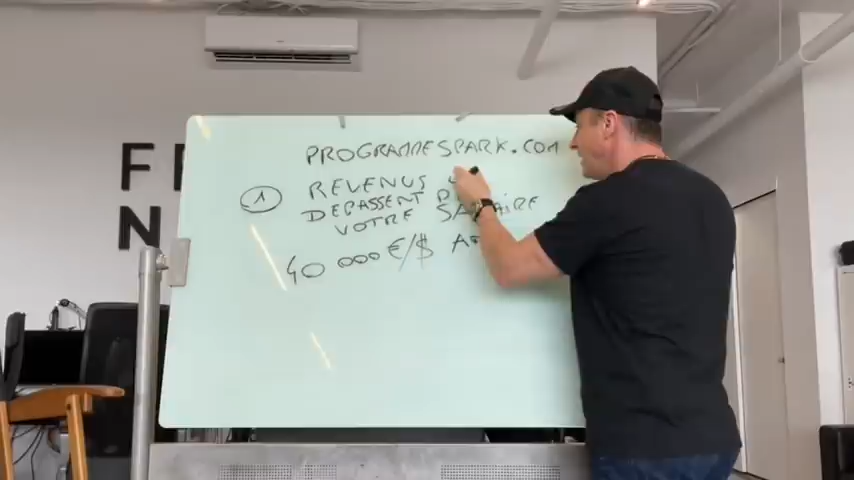 PROGRAMMESPARK.COM
① REVENUS
DEPASSENT
VOTRE SALAIRE
40 000 €/$
F
N